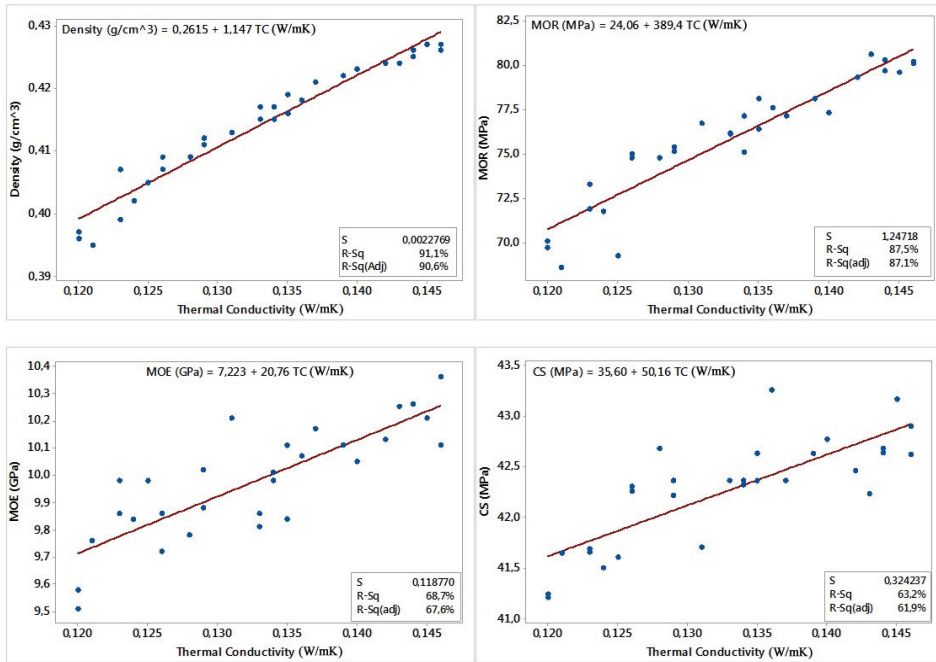 Density (g/cm^3) = 0,2615 + 1,147 TC (W/mK)
Density (g/cm^3)
0,43
0,42
0,41
0,40
0,39
S 0,0022769
R-Sq 91,1%
R-Sq(Adj) 90,6%
0,120 0,125 0,130 0,135 0,140 0,145
Thermal Conductivity (W/mK)
MOR (MPa) = 24,06 + 389,4 TC (W/mK)
MOR (MPa)
82,5
80,0
77,5
75,0
72,5
70,0
S 1,24718
R-Sq 87,5%
R-Sq(adj) 87,1%
0,120 0,125 0,130 0,135 0,140 0,145
Thermal Conductivity (W/mK)
MOE (GPa) = 7,223 + 20,76 TC (W/mK)
MOE (GPa)
10,4
10,3
10,2
10,1
10,0
9,9
9,8
9,7
9,6
9,5
S 0,118770
R-Sq 68,7%
R-Sq(adj) 67,6%
0,120 0,125 0,130 0,135 0,140 0,145
Thermal Conductivity (W/mK)
CS (MPa) = 35,60 + 50,16 TC (W/mK)
CS (MPa)
43,5
43,0
42,5
42,0
41,5
41,0
S 0,324237
R-Sq 63,2%
R-Sq(adj) 61,9%
0,120 0,125 0,130 0,135 0,140 0,145
Thermal Conductivity (W/mK)